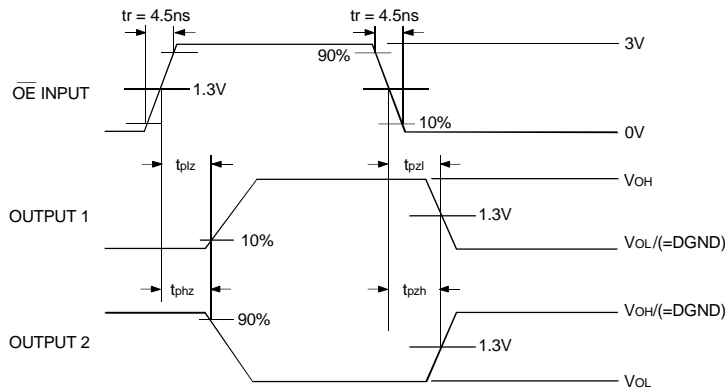 tr = 4.5ns
tr = 4.5ns
90%
3V
OE INPUT
1.3V
10%
0V
tplz
tpzl
VOH
OUTPUT 1
1.3V
10%
VOL/(=DGND)
tphz
tpzh
VOH/(=DGND)
90%
OUTPUT 2
1.3V
VOL